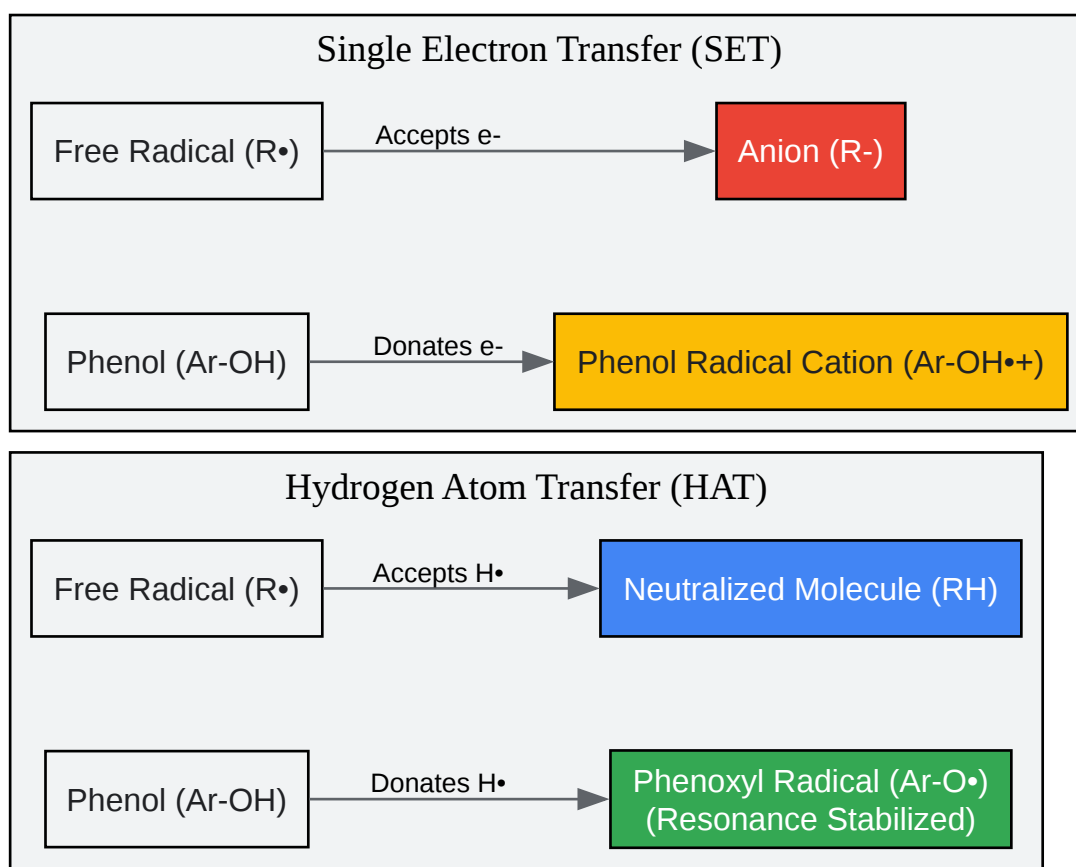 Single Electron Transfer (SET)
Free Radical (R•)
Accepts e-
Anion (R-)
Phenol (Ar-OH)
Donates e-
Phenol Radical Cation (Ar-OH•+)
Hydrogen Atom Transfer (HAT)
Free Radical (R•)
Accepts H•
Neutralized Molecule (RH)
Phenol (Ar-OH)
Donates H•
Phenoxyl Radical (Ar-O•)
(Resonance Stabilized)